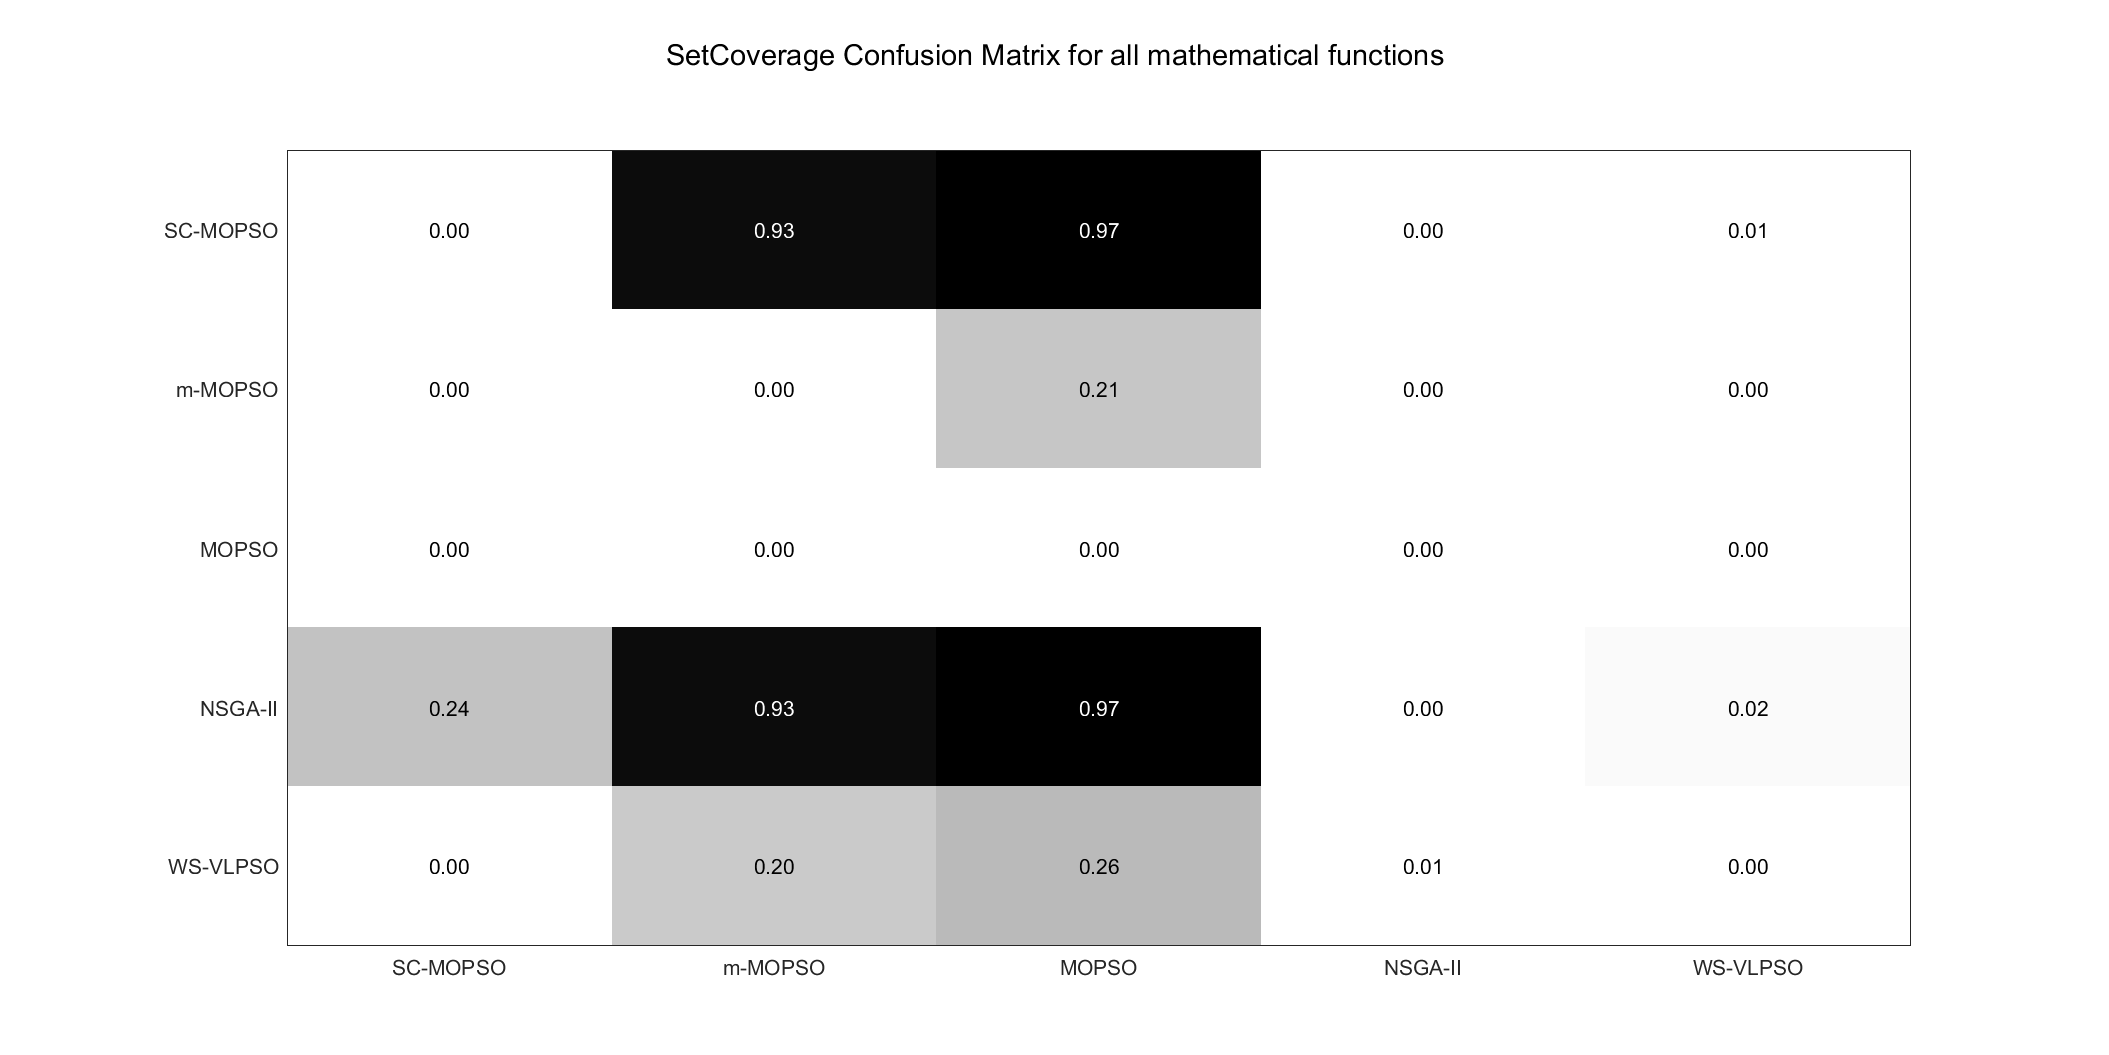 SetCoverage Confusion Matrix for all mathematical functions
SC-MOPSO 0.00 0.93 0.97 0.00 0.01
m-MOPSO 0.00 0.00 0.21 0.00 0.00
MOPSO 0.00 0.00 0.00 0.00 0.00
NSGA-II 0.24 0.93 0.97 0.00 0.02
WS-VLPSO 0.00 0.20 0.26 0.01 0.00
SC-MOPSO m-MOPSO MOPSO NSGA-II WS-VLPSO